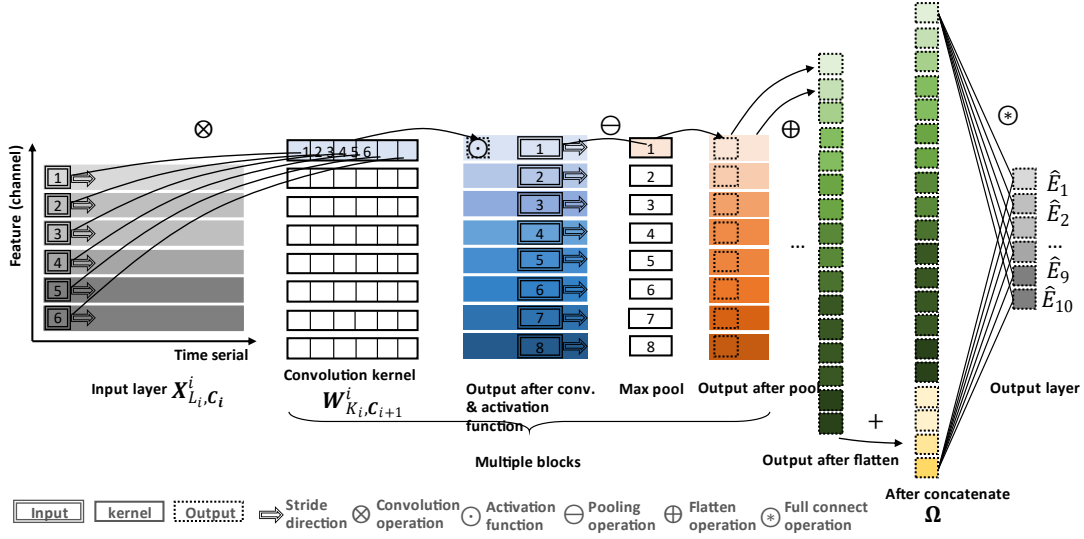 Feature (channel)
1
2
3
4
5
6
Time serial
Input layer X^i_{L_i, C_i}
⊗
1 2 3 4 5 6
Convolution kernel
W^i_{K_i, C_{i+1}}
1
2
3
4
5
6
7
8
Output after conv.
& activation
function
1
2
3
4
5
6
7
8
Max pool
Output after pool
Multiple blocks
...
Output after flatten
+
After concatenate
Ω
Ê_1
Ê_2
...
Ê_9
Ê_10
Output layer
Input
kernel
Output
Stride
direction
Convolution
operation
Activation
function
Pooling
operation
Flatten
operation
Full connect
operation